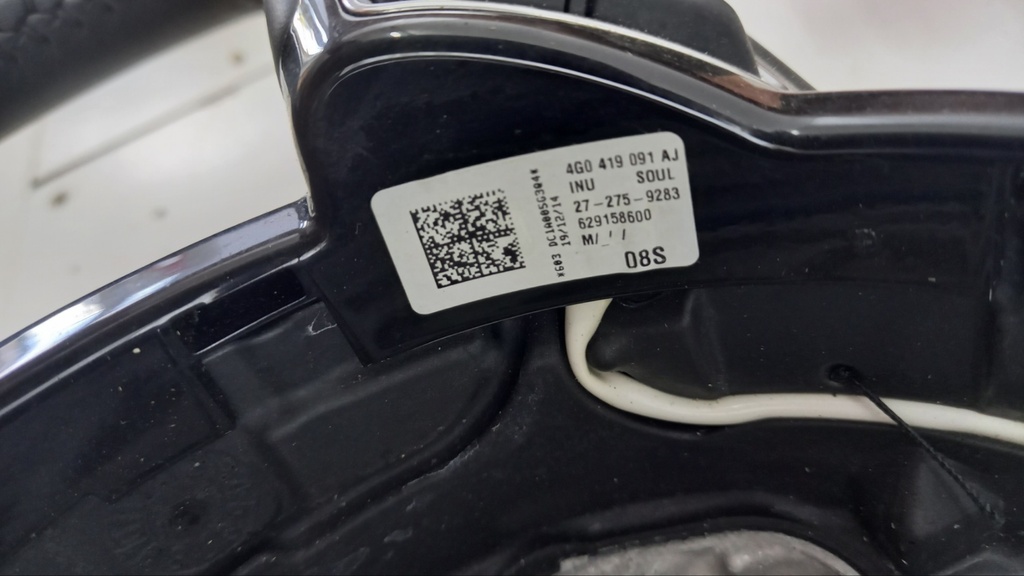 4G0 419 091 AJ
INU SOUL
27-275-9283
629158600
M/_'/
08S
19/12/14